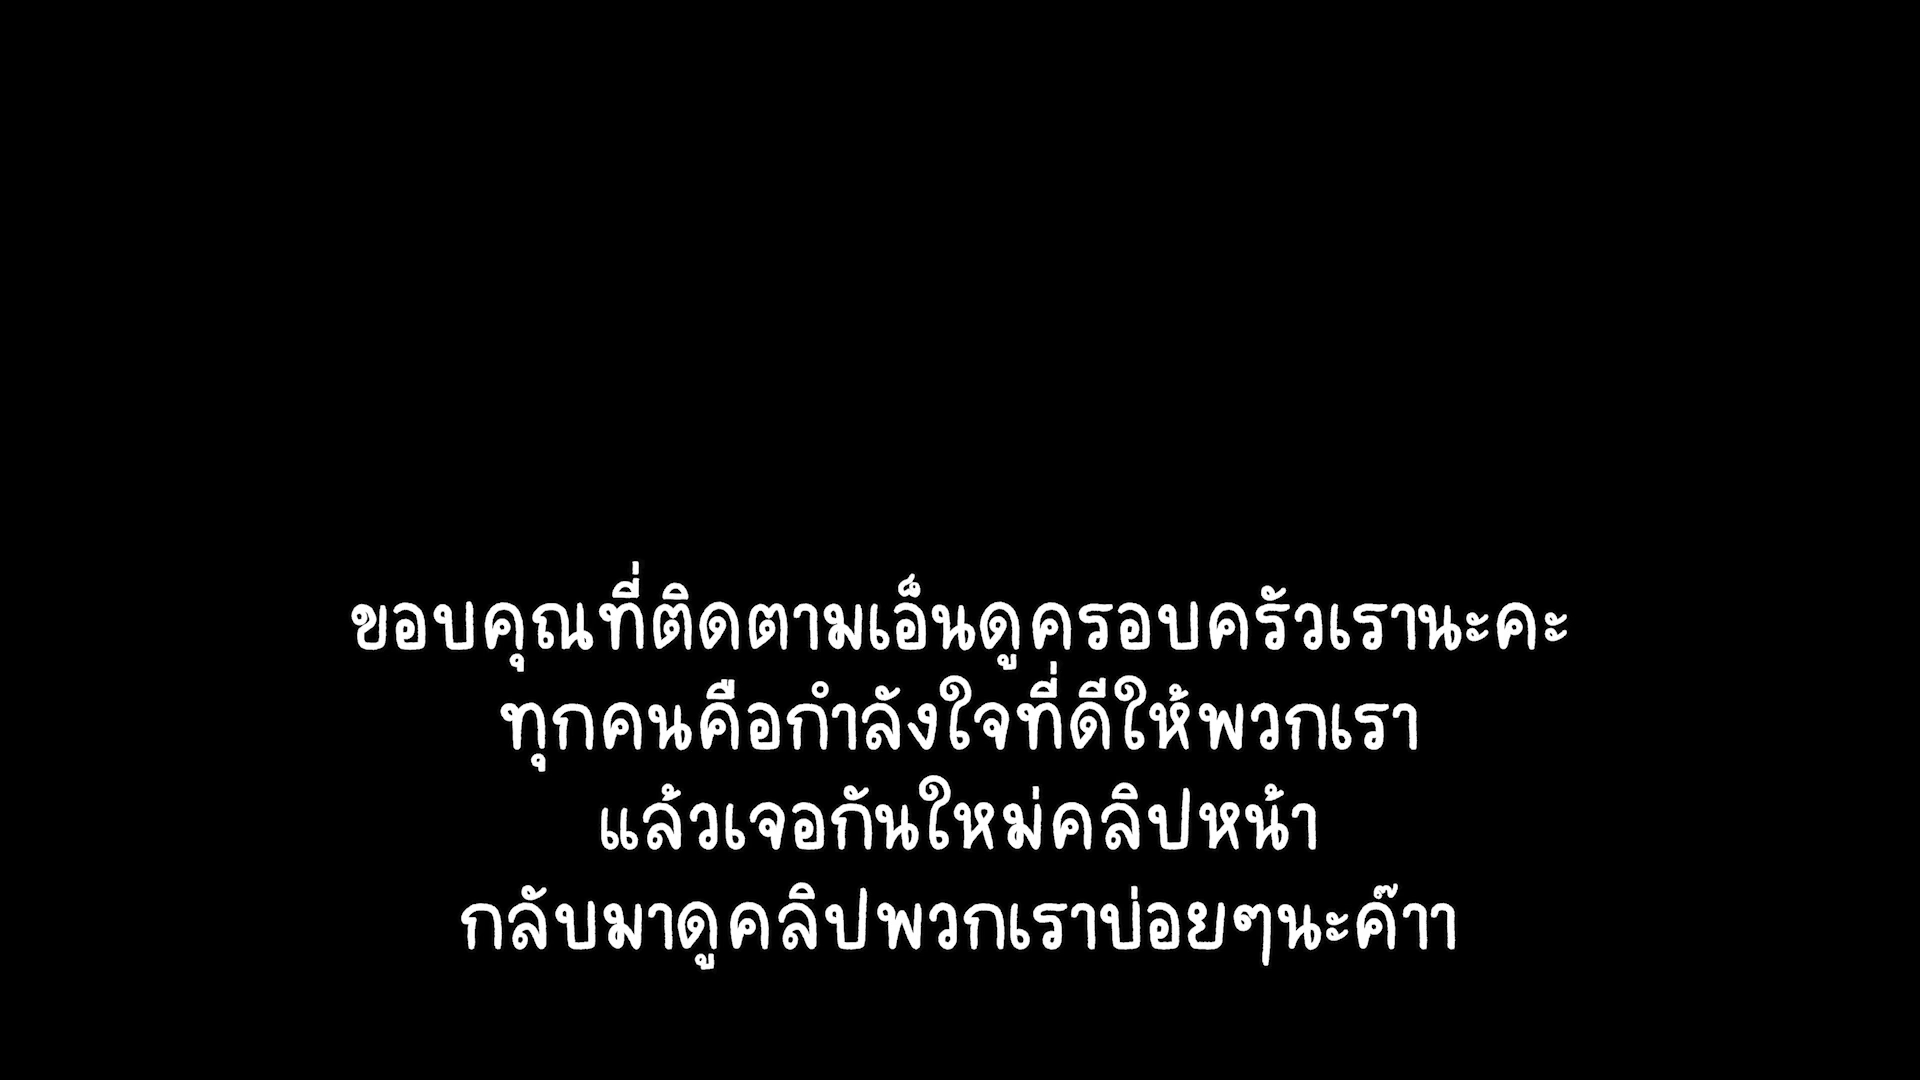 ขอบคุณที่ติดตามเอ็นดูครอบครัวเรานะคะ
ทุกคนคือกำลังใจที่ดีให้พวกเรา
แล้วเจอกันใหม่คลิปหน้า
กลับมาดูคลิปพวกเราบ่อยๆนะค๊าา